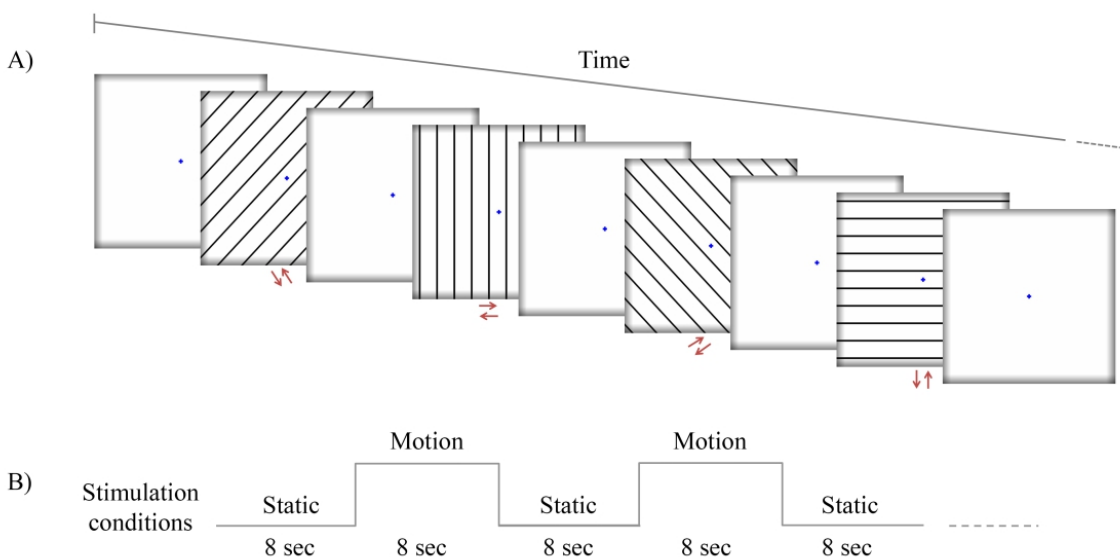 A)
Time
B)
Stimulation
conditions
Static
Motion
Static
Motion
Static
8 sec
8 sec
8 sec
8 sec
8 sec